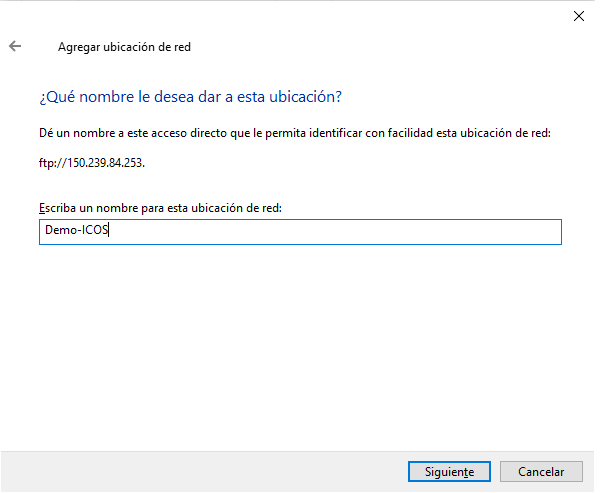 Agregar ubicación de red
¿Qué nombre le desea dar a esta ubicación?
Dé un nombre a este acceso directo que le permita identificar con facilidad esta ubicación de red:
ftp://150.239.84.253.
Escriba un nombre para esta ubicación de red:
Demo-ICOS
Siguiente
Cancelar